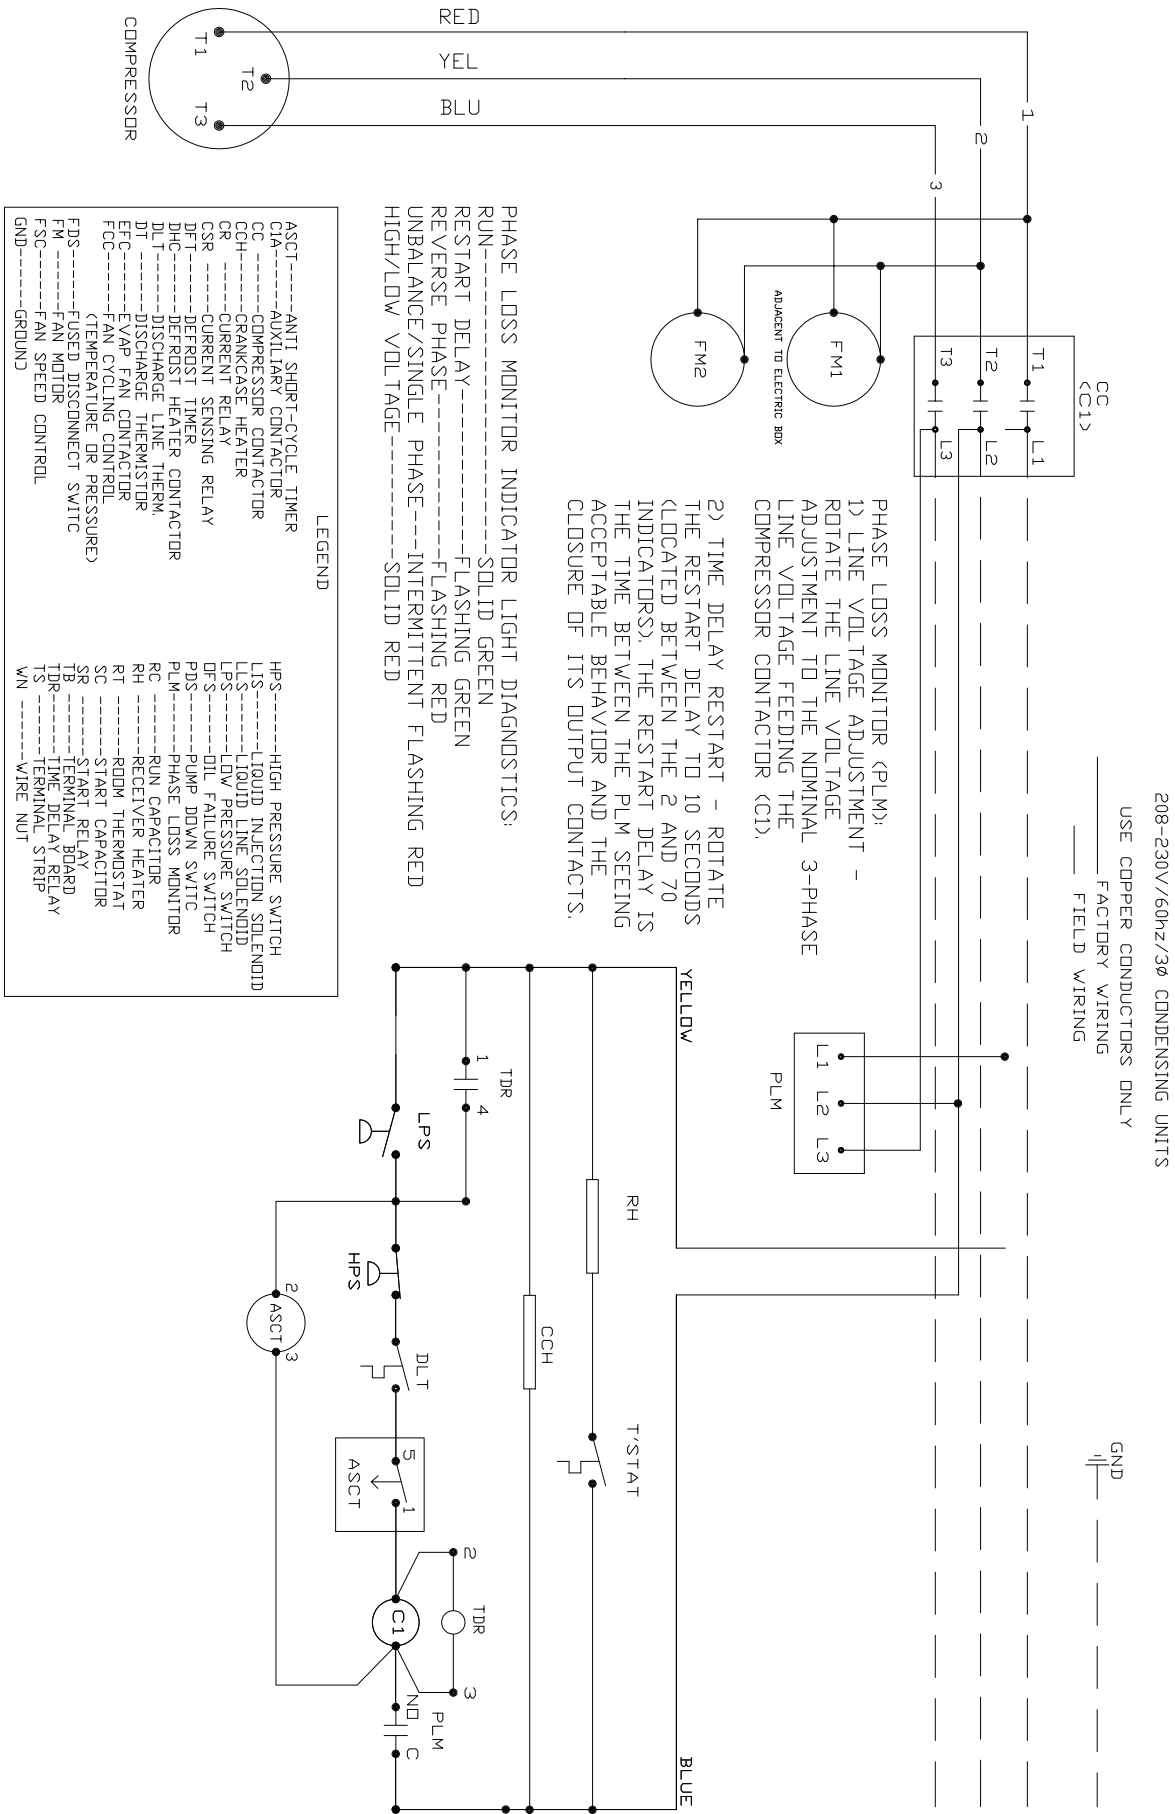 208-230V/60hz/3ø CONDENSING UNITS
USE COPPER CONDUCTORS ONLY
FACTORY WIRING
FIELD WIRING
GND
RED
YEL
BLU
COMPRESSOR
T1
T2
T3
1
2
3
CC
(C1)
T1
L1
T2
L2
T3
L3
FM1
FM2
ADJACENT TO ELECTRIC BOX
PHASE LOSS MONITOR (PLM):
1) LINE VOLTAGE ADJUSTMENT -
ROTATE THE LINE VOLTAGE
ADJUSTMENT TO THE NOMINAL 3-PHASE
LINE VOLTAGE FEEDING THE
COMPRESSOR CONTACTOR (C1).
2) TIME DELAY RESTART - ROTATE
THE RESTART DELAY TO 10 SECONDS
(LOCATED BETWEEN THE 2 AND 70
INDICATORS). THE RESTART DELAY IS
THE TIME BETWEEN THE PLM SEEING
ACCEPTABLE BEHAVIOR AND THE
CLOSURE OF ITS OUTPUT CONTACTS.
PHASE LOSS MONITOR INDICATOR LIGHT DIAGNOSTICS:
RUN--------------SOLID GREEN
RESTART DELAY--------------FLASHING GREEN
REVERSE PHASE--------------FLASHING RED
UNBALANCE/SINGLE PHASE---INTERMITTENT FLASHING RED
HIGH/LOW VOLTAGE------SOLID RED
LEGEND
ASCT-----ANTI SHORT-CYCLE TIMER
C1A------AUXILIARY CONTACTOR
CC ------COMPRESSOR CONTACTOR
CCH------CRANKCASE HEATER
CR ------CURRENT RELAY
CSR ------CURRENT SENSING RELAY
DFT------DEFROST TIMER
DHC------DEFROST HEATER CONTACTOR
DLT------DISCHARGE LINE THERM.
DT ------DISCHARGE THERMISTOR
EFC------EVAP FAN CONTACTOR
FCC------FAN CYCLING CONTROL
(TEMPERATURE OR PRESSURE)
FDS------FUSED DISCONNECT SWITC
FM ------FAN MOTOR
FSC------FAN SPEED CONTROL
GND------GROUND
HPS------HIGH PRESSURE SWITCH
LIS------LIQUID INJECTION SOLENOID
LLS------LIQUID LINE SOLENOID
LPS------LOW PRESSURE SWITCH
OFS------OIL FAILURE SWITCH
PDS------PUMP DOWN SWITC
PLM------PHASE LOSS MONITOR
RC ------RUN CAPACITOR
RH ------RECEIVER HEATER
RT ------ROOM THERMOSTAT
SC ------START CAPACITOR
SR ------START RELAY
TB ------TERMINAL BOARD
TDR------TIME DELAY RELAY
TS ------TERMINAL STRIP
WN ------WIRE NUT
L1
L2
L3
PLM
YELLOW
BLUE
RH
T'STAT
CCH
1
TDR
4
LPS
HPS
DLT
5
1
ASCT
2
ASCT
3
2
TDR
3
C1
PLM
NO
C